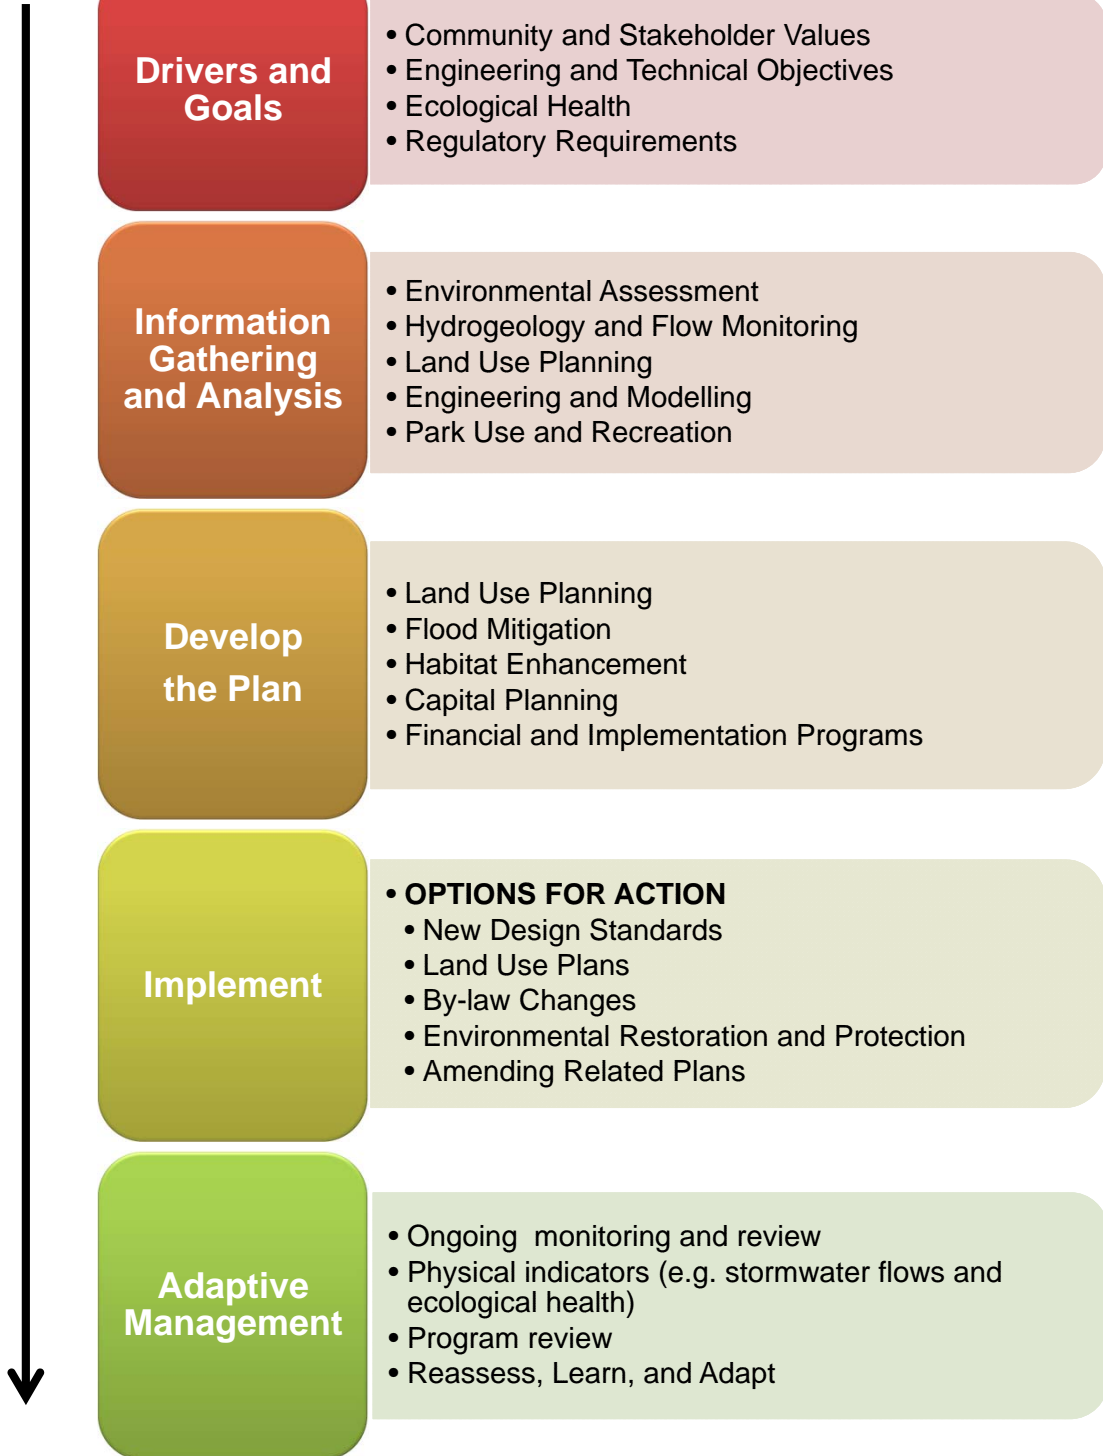 Drivers and
Goals
• Community and Stakeholder Values
• Engineering and Technical Objectives
• Ecological Health
• Regulatory Requirements
Information
Gathering
and Analysis
• Environmental Assessment
• Hydrogeology and Flow Monitoring
• Land Use Planning
• Engineering and Modelling
• Park Use and Recreation
Develop
the Plan
• Land Use Planning
• Flood Mitigation
• Habitat Enhancement
• Capital Planning
• Financial and Implementation Programs
Implement
• OPTIONS FOR ACTION
• New Design Standards
• Land Use Plans
• By-law Changes
• Environmental Restoration and Protection
• Amending Related Plans
Adaptive
Management
• Ongoing  monitoring and review
• Physical indicators (e.g. stormwater flows and
ecological health)
• Program review
• Reassess, Learn, and Adapt